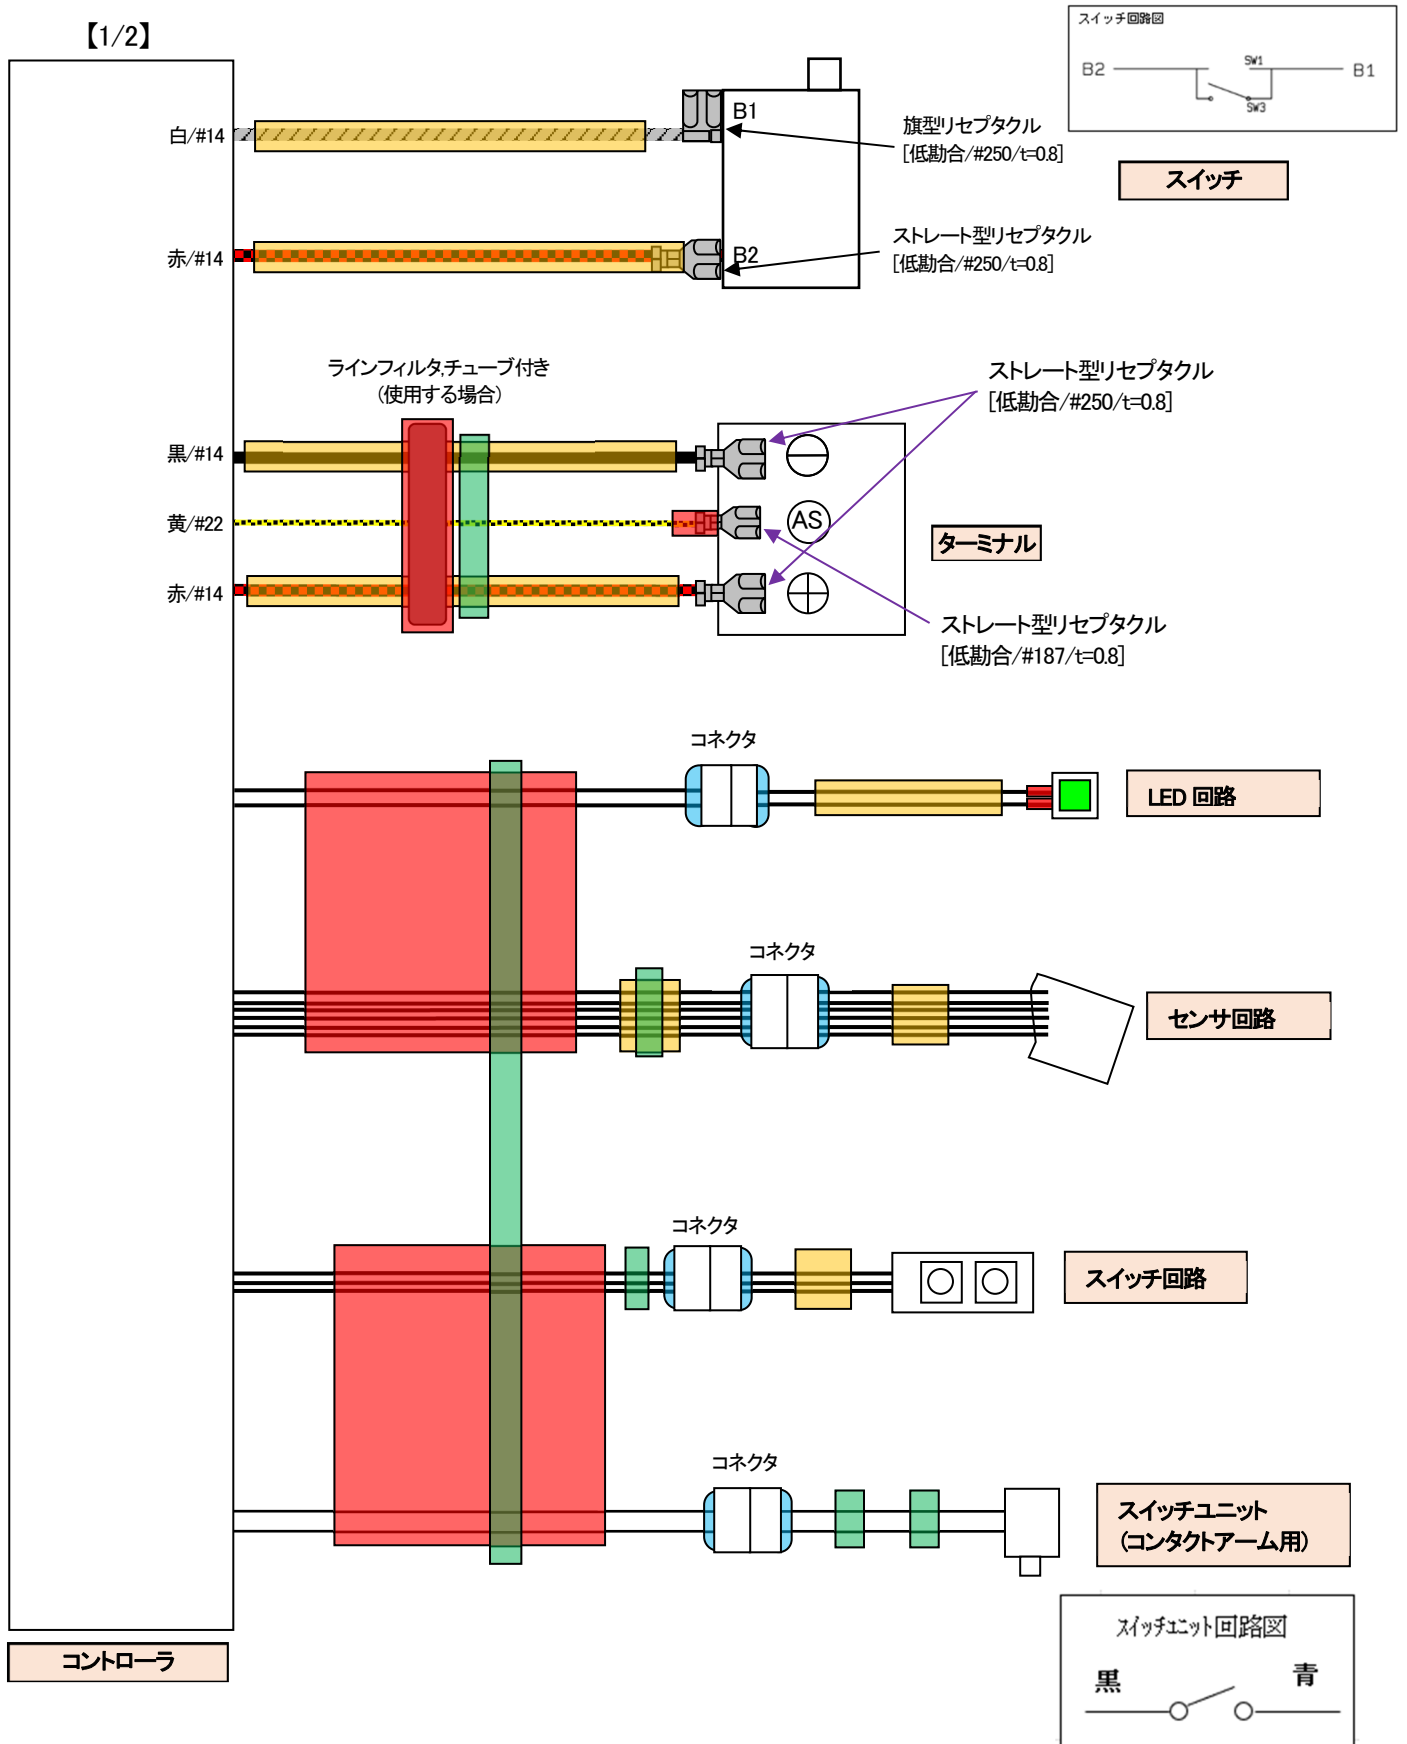 【1/2】
スイッチ回路図
B2
SW1
SW3
B1
白/#14
B1
旗型リセプタクル
[低勘合/#250/t=0.8]
スイッチ
赤/#14
B2
ストレート型リセプタクル
[低勘合/#250/t=0.8]
ラインフィルタ,チューブ付き
(使用する場合)
ストレート型リセプタクル
[低勘合/#250/t=0.8]
黒/#14
黄/#22
AS
ターミナル
赤/#14
ストレート型リセプタクル
[低勘合/#187/t=0.8]
コネクタ
LED 回路
コネクタ
センサ回路
コネクタ
スイッチ回路
コネクタ
スイッチユニット
(コンタクトアーム用)
コントローラ
スイッチユニット回路図
黒
青